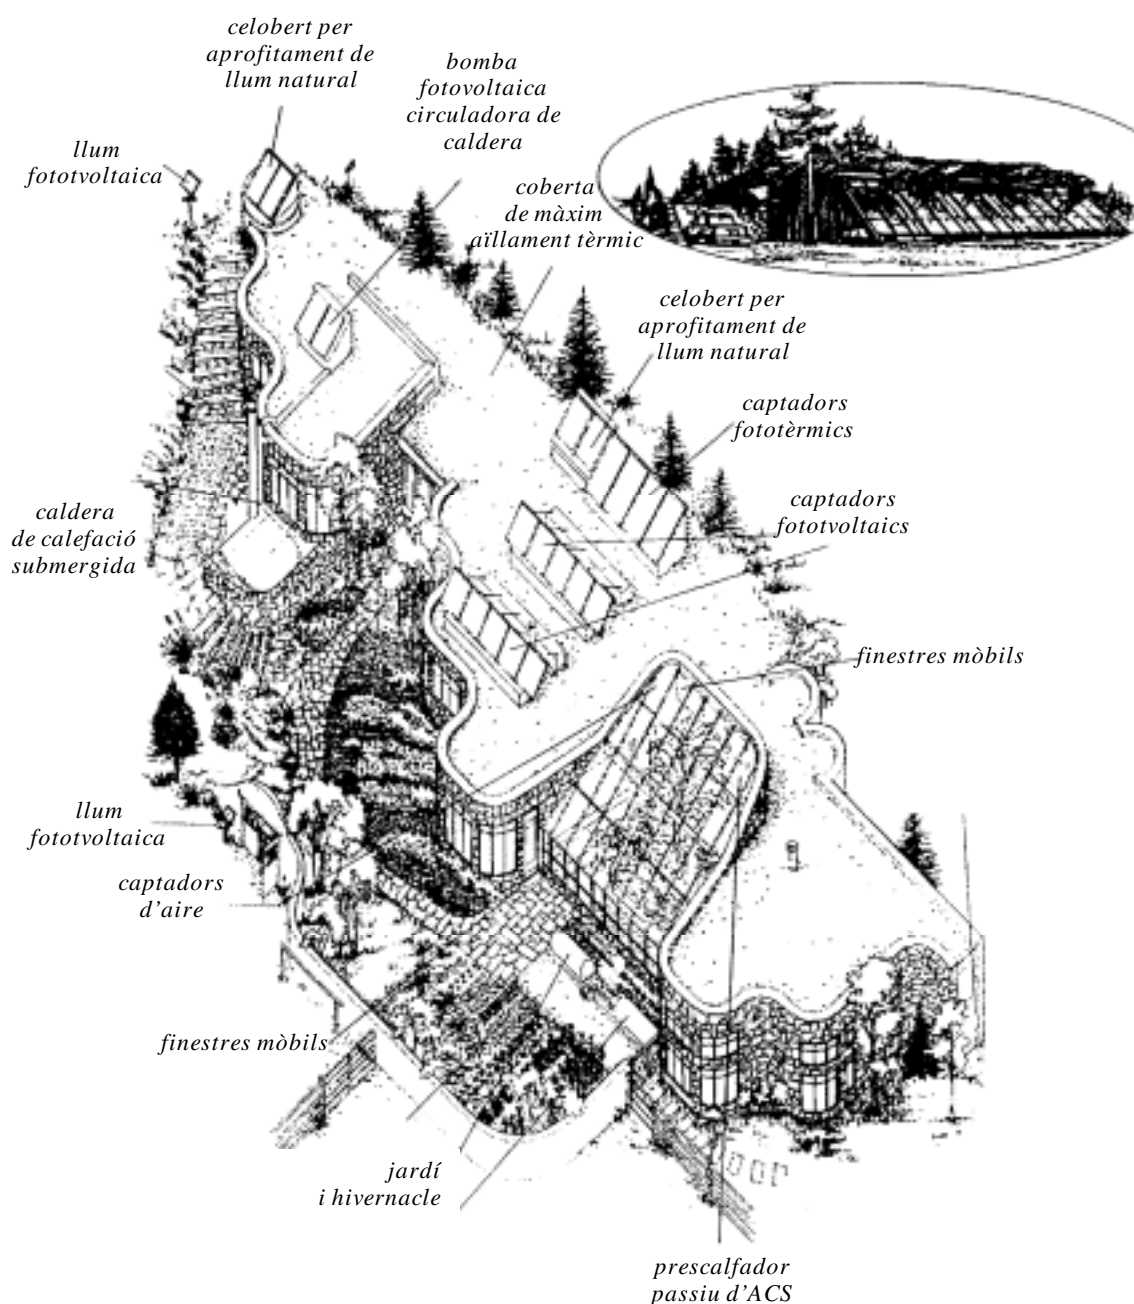 celobert per
aprofitament de
llum natural
bomba
fotovoltaica
circuladora de
caldera
llum
fototvoltaica
coberta
de màxim
aïllament tèrmic
celobert per
aprofitament de
llum natural
captadors
fototèrmics
captadors
fototvoltaics
caldera
de calefació
submergida
finestres mòbils
llum
fototvoltaica
captadors
d’aire
finestres mòbils
jardí
i hivernacle
prescalfador
passiu d’ACS